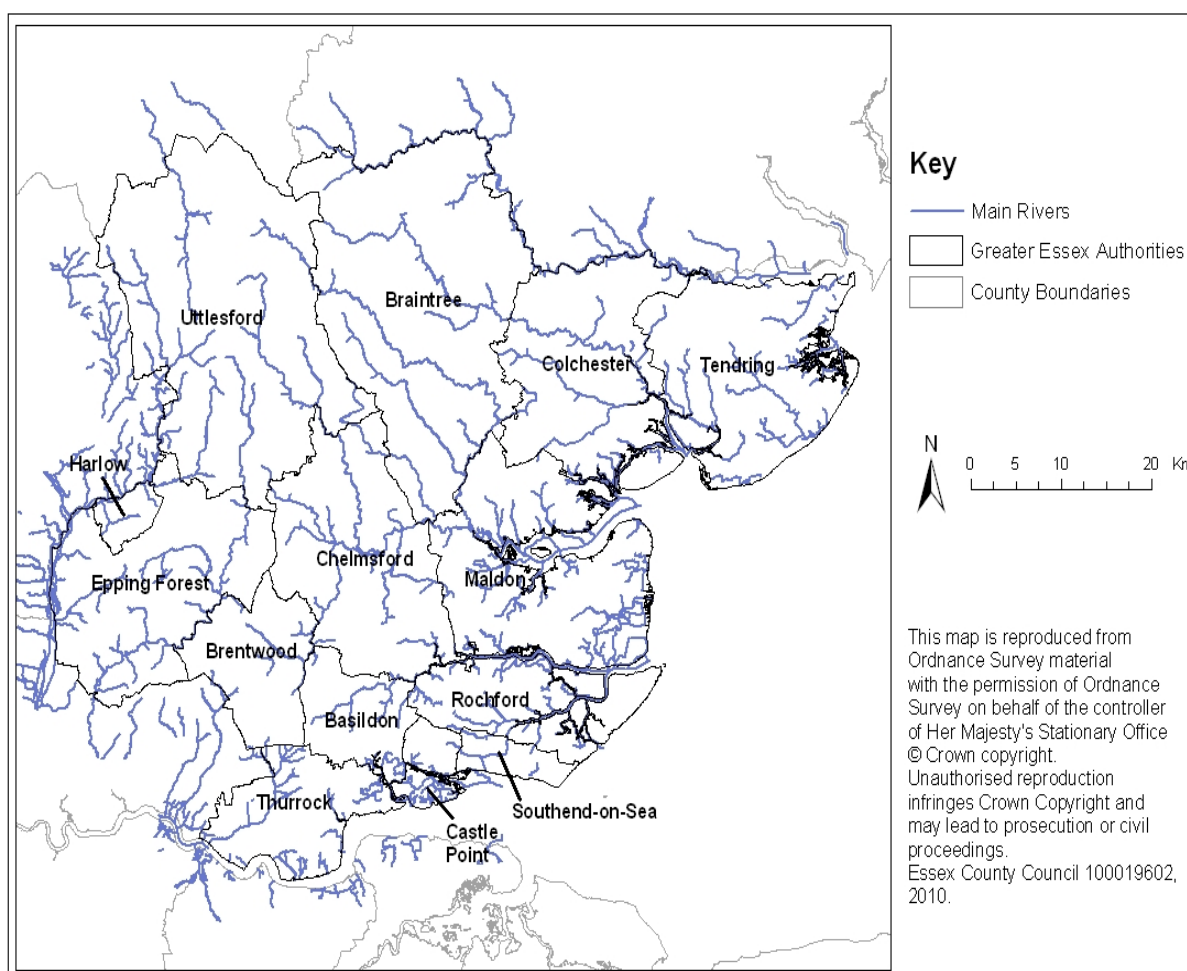 Uttlesford
Braintree
Colchester
Tendring
Harlow
Epping Forest
Chelmsford
Maldon
Brentwood
Basildon
Rochford
Thurrock
Castle
Point
Southend-on-Sea
Key
Main Rivers
Greater Essex Authorities
County Boundaries
N
0 5 10 20 Km
This map is reproduced from
Ordnance Survey material
with the permission of Ordnance
Survey on behalf of the controller
of Her Majesty's Stationary Office
© Crown copyright.
Unauthorised reproduction
infringes Crown Copyright and
may lead to prosecution or civil
proceedings.
Essex County Council 100019602,
2010.